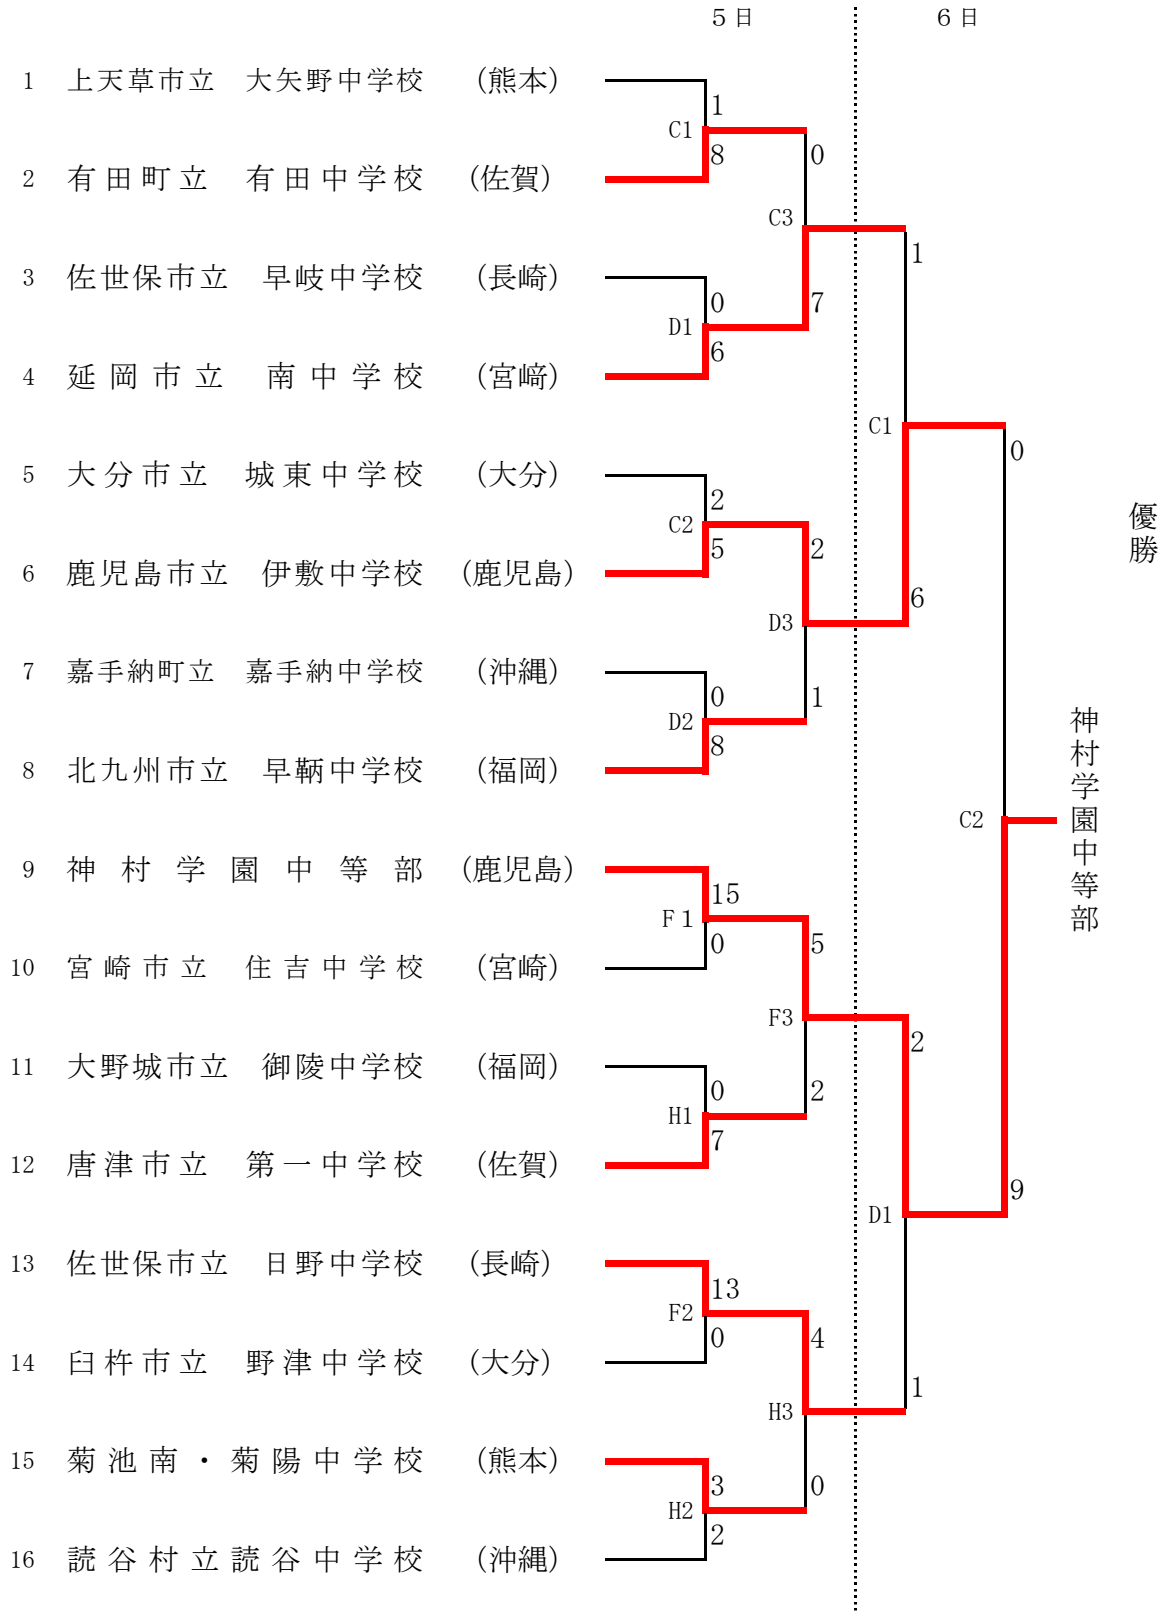 ５日 ６日
1 上天草市立 大矢野中学校 (熊本)
1
C1
8
0
2 有田町立 有田中学校 (佐賀)
C3
1
3 佐世保市立 早岐中学校 (長崎)
0
7
D1
6
4 延岡市立 南中学校 (宮﨑)
C1
0
5 大分市立 城東中学校 (大分)
2
C2
5
2
優勝
6 鹿児島市立 伊敷中学校 (鹿児島)
6
D3
7 嘉手納町立 嘉手納中学校 (沖縄)
0
1
D2
8
8 北九州市立 早鞆中学校 (福岡)
C2
神村学園中等部
9 神村学園中等部 (鹿児島)
15
F１
0
5
10 宮崎市立 住吉中学校 (宮崎)
F3
2
11 大野城市立 御陵中学校 (福岡)
0
2
H1
7
12 唐津市立 第一中学校 (佐賀)
9
D1
13 佐世保市立 日野中学校 (長崎)
13
F2
0
4
14 臼杵市立 野津中学校 (大分)
1
H3
15 菊池南・菊陽中学校 (熊本)
3
0
H2
2
16 読谷村立読谷中学校 (沖縄)